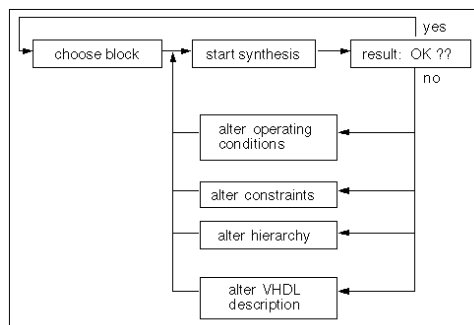 yes
choose block
start synthesis
result: OK ??
no
alter operating
conditions
alter constraints
alter hierarchy
alter VHDL
description